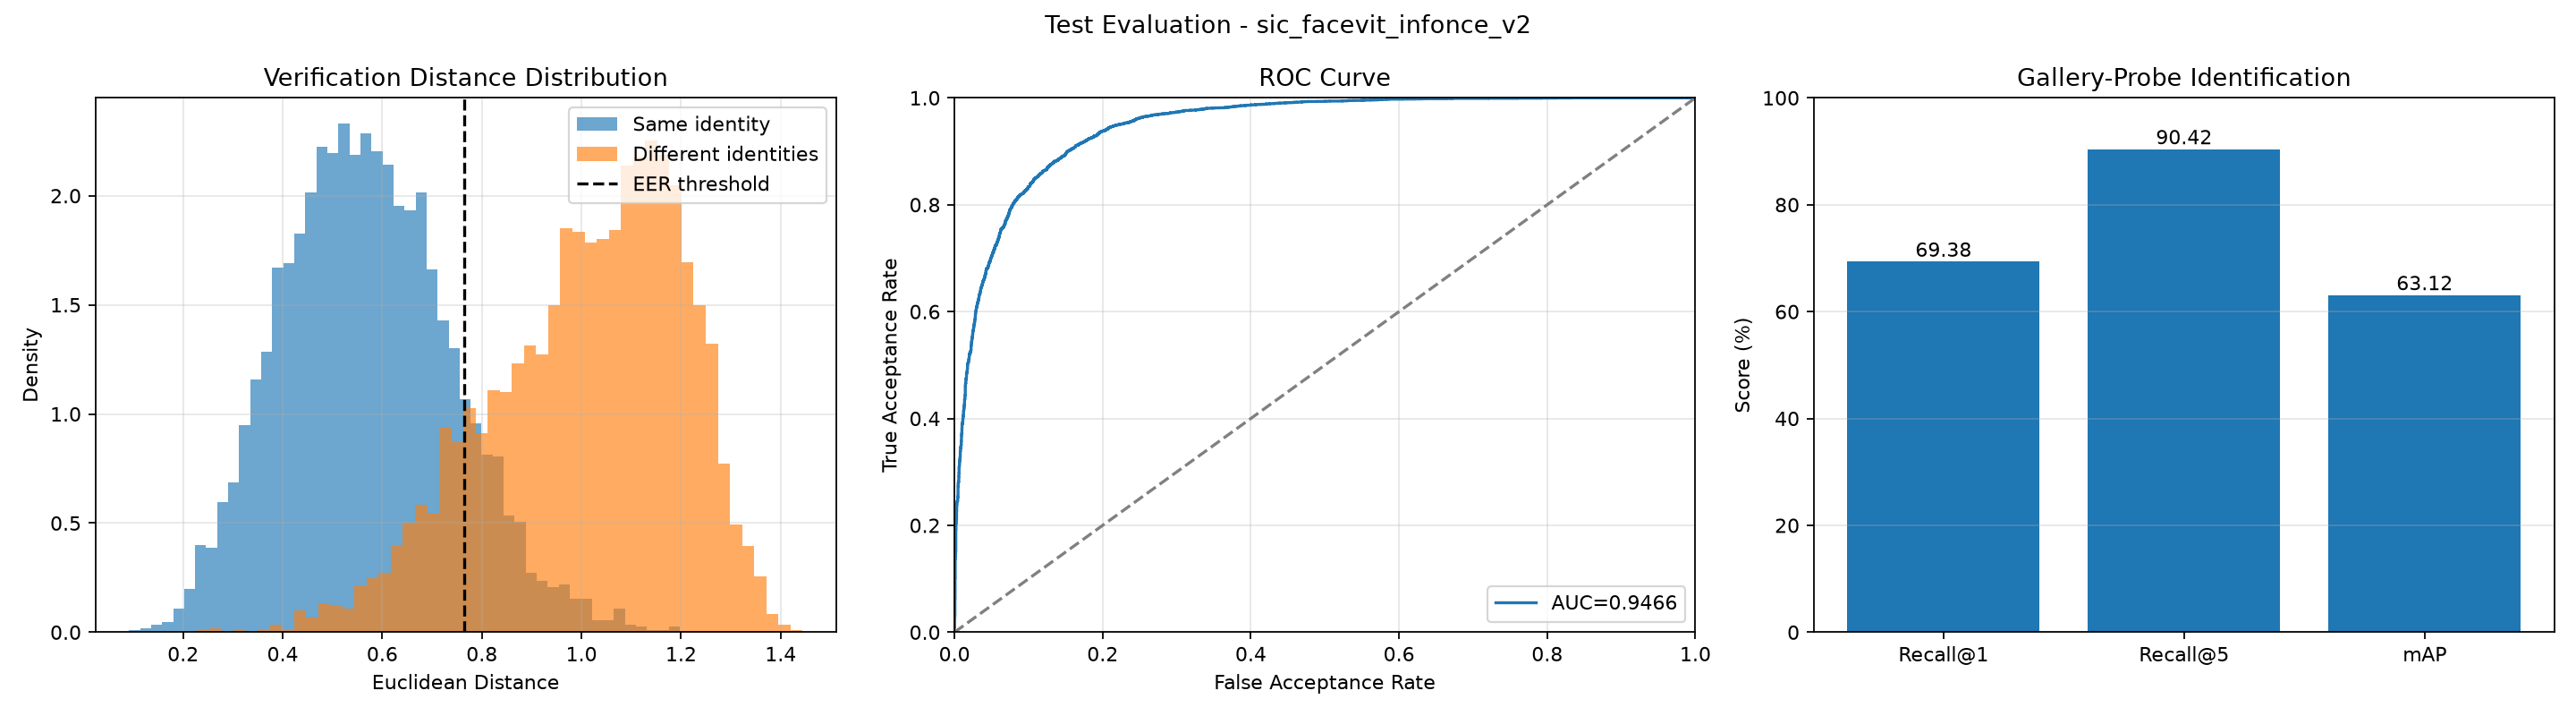 Test Evaluation - sic_facevit_infonce_v2
Verification Distance Distribution
Same identity
Different identities
EER threshold
Density
2.0
1.5
1.0
0.5
0.0
0.2 0.4 0.6 0.8 1.0 1.2 1.4
Euclidean Distance
ROC Curve
True Acceptance Rate
1.0
0.8
0.6
0.4
0.2
0.0
AUC=0.9466
0.0 0.2 0.4 0.6 0.8 1.0
False Acceptance Rate
Gallery-Probe Identification
Score (%)
100
80
60
40
20
0
69.38
90.42
63.12
Recall@1 Recall@5 mAP